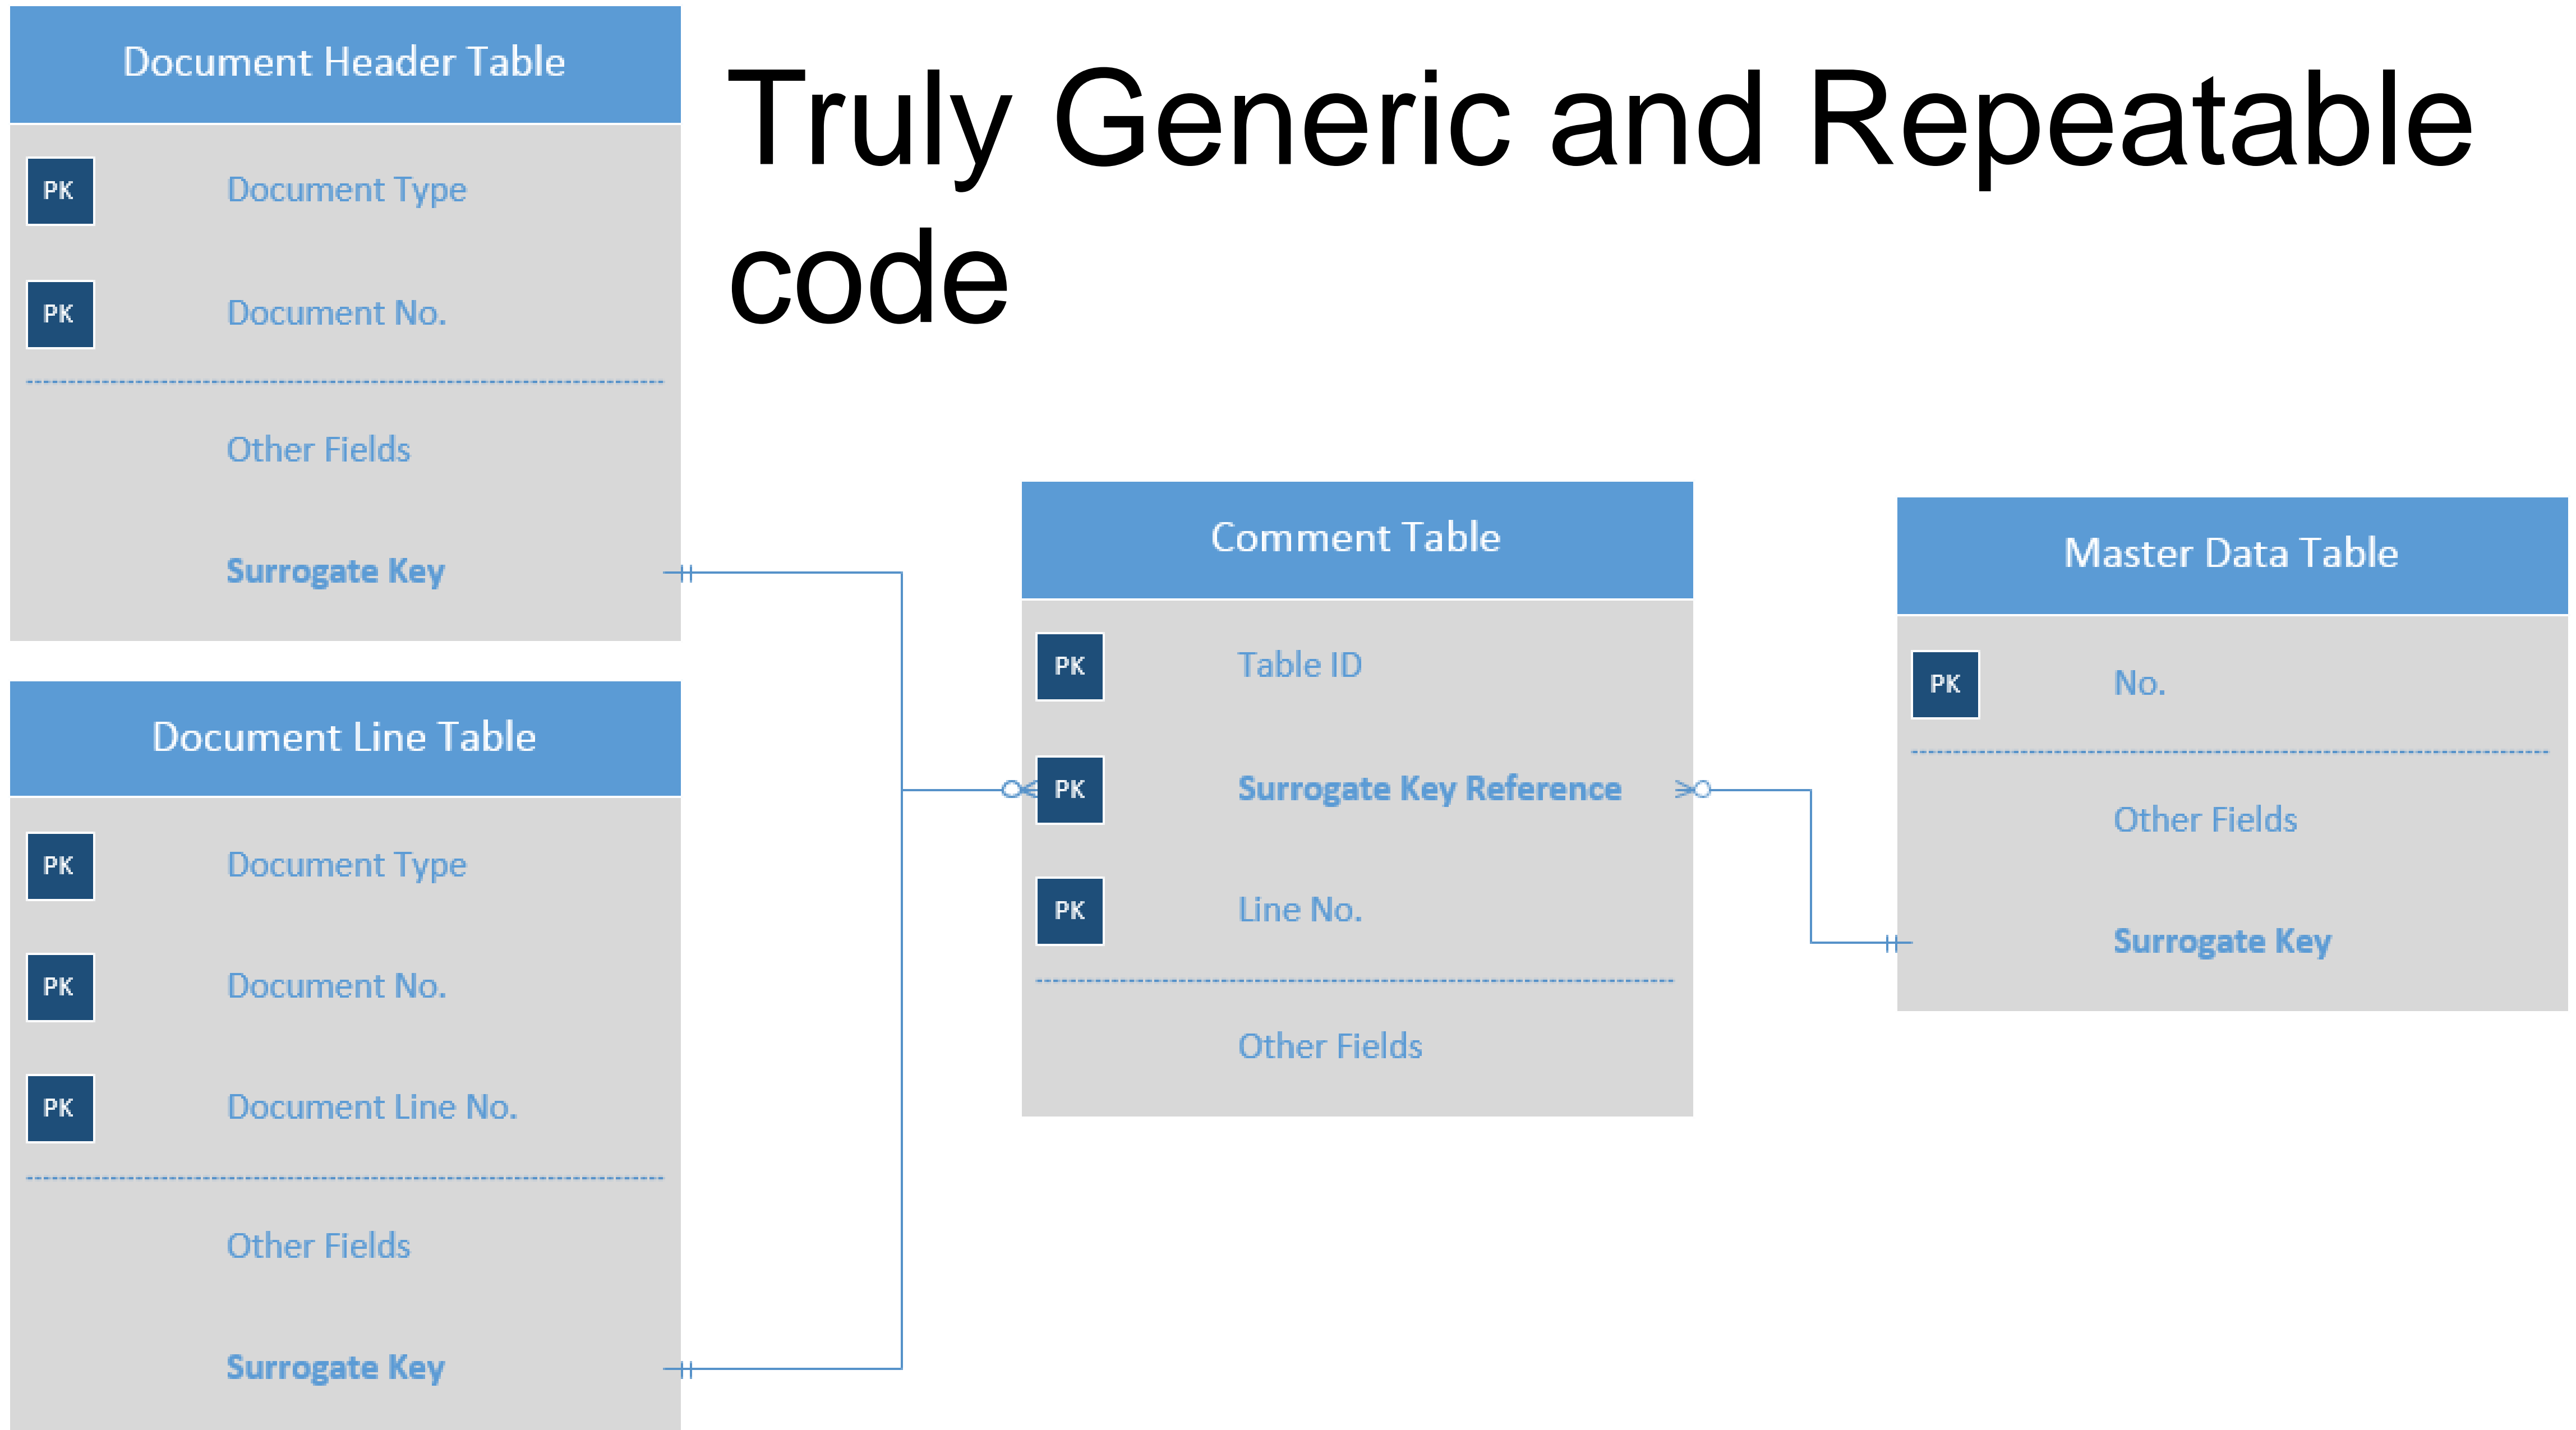 Truly Generic and Repeatable
code
Document Header Table
PK Document Type
PK Document No.
Other Fields
Surrogate Key
Document Line Table
PK Document Type
PK Document No.
PK Document Line No.
Other Fields
Surrogate Key
Comment Table
PK Table ID
PK Surrogate Key Reference
PK Line No.
Other Fields
Master Data Table
PK No.
Other Fields
Surrogate Key